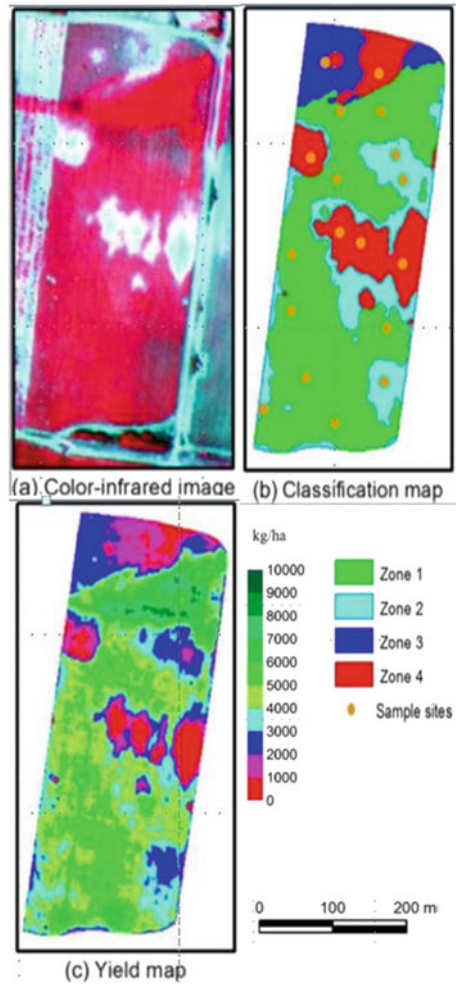 (a) Color-infrared image
(b) Classification map
kg/ha
10000
9000
8000
7000
6000
5000
4000
3000
2000
1000
0
Zone 1
Zone 2
Zone 3
Zone 4
Sample sites
0 100 200 m
(c) Yield map